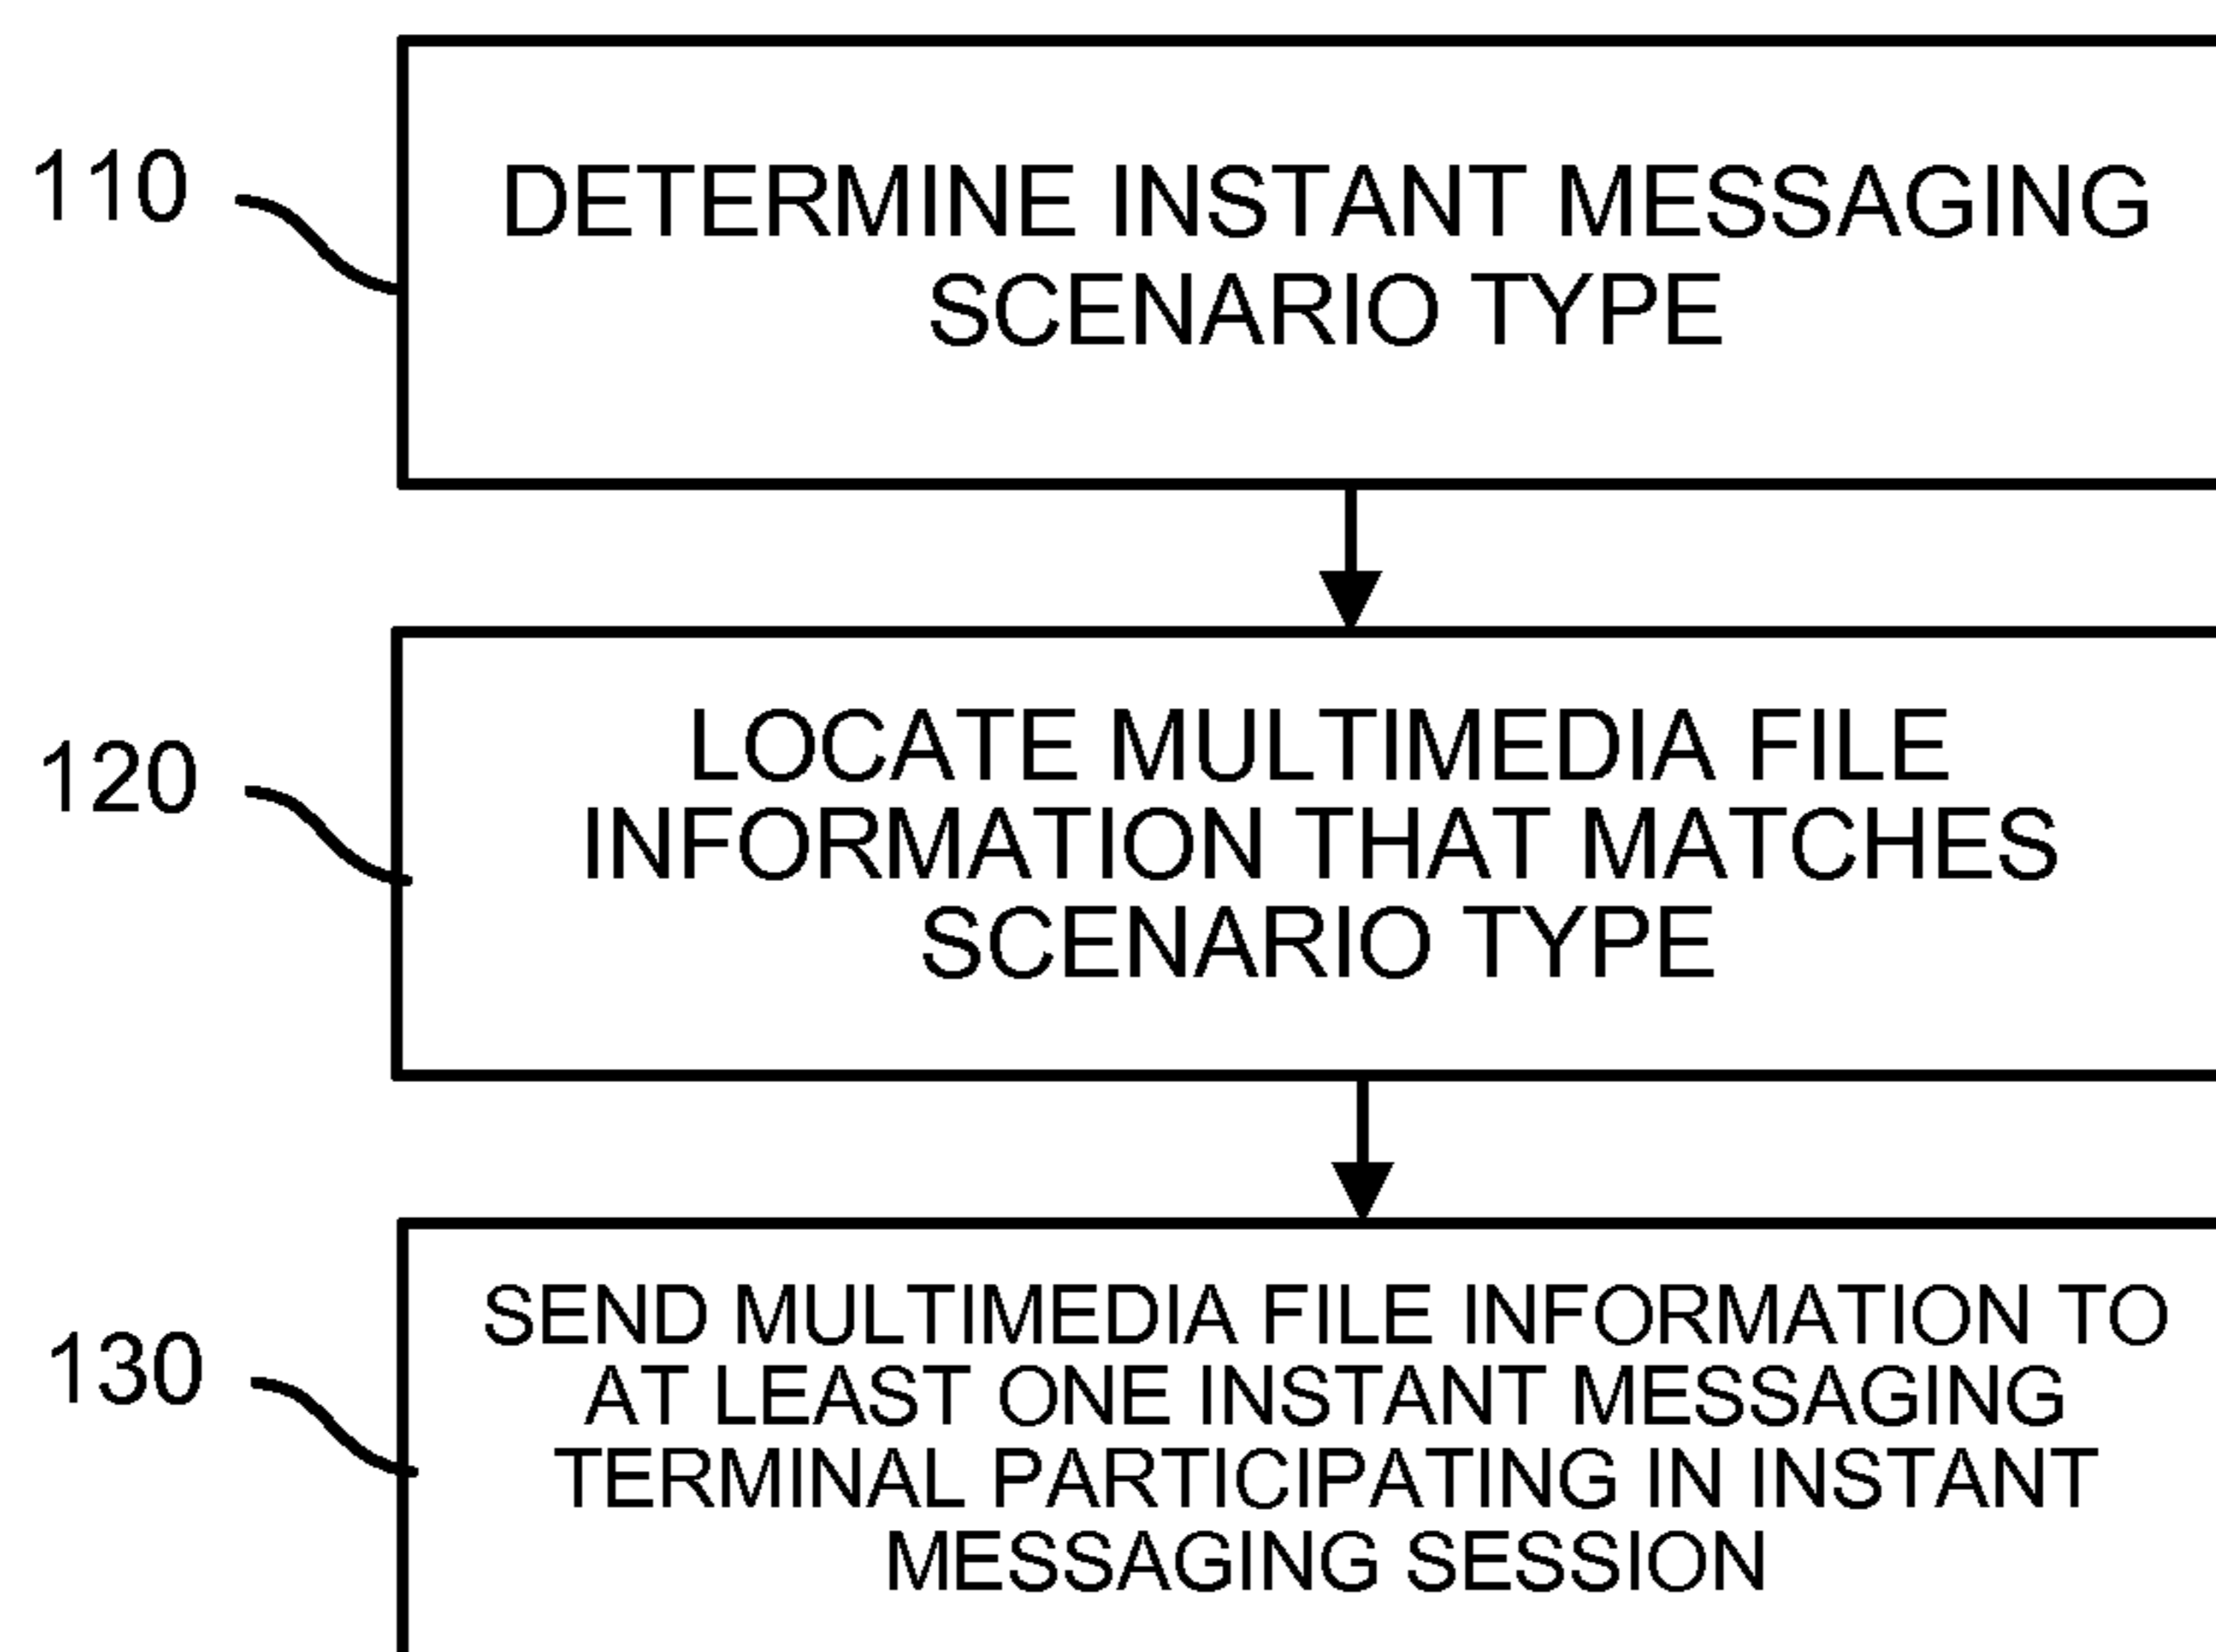 110
DETERMINE INSTANT MESSAGING
SCENARIO TYPE
120
LOCATE MULTIMEDIA FILE
INFORMATION THAT MATCHES
SCENARIO TYPE
130
SEND MULTIMEDIA FILE INFORMATION TO
AT LEAST ONE INSTANT MESSAGING
TERMINAL PARTICIPATING IN INSTANT
MESSAGING SESSION